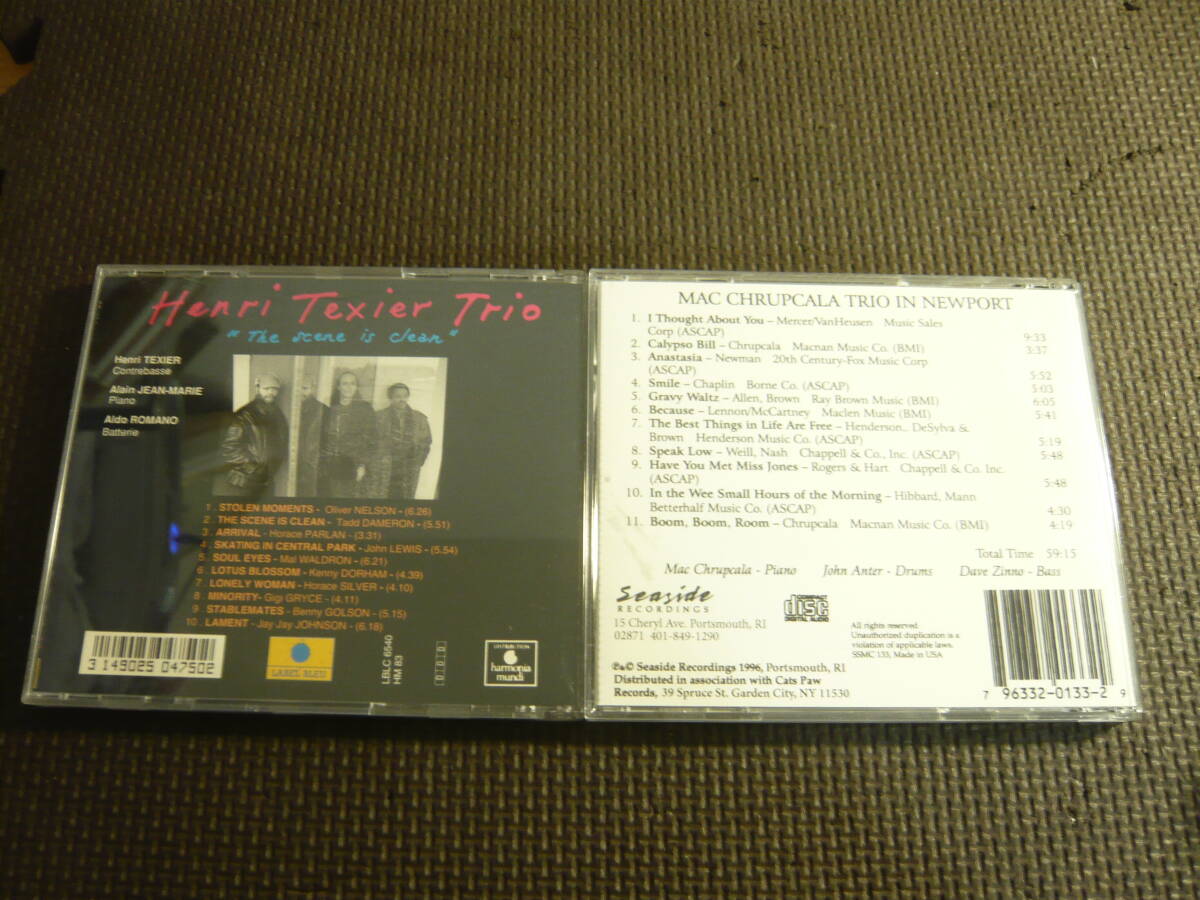 Henri Texier Trio
"The scene is clean"
Henri TEXIER
Contrebasse
Alain JEAN-MARIE
Piano
Aldo ROMANO
Batterie
1 . STOLEN MOMENTS - Oliver NELSON - (6.26)
2 . THE SCENE IS CLEAN - Tadd DAMERON - (5.51)
3 . ARRIVAL - Horace PARLAN - (3.31)
4 . SKATING IN CENTRAL PARK - John LEWIS - (5.54)
5 . SOUL EYES - Mal WALDRON - (6.21)
6 . LOTUS BLOSSOM - Kenny DORHAM - (4.39)
7 . LONELY WOMAN - Horace SILVER - (4.10)
8 . MINORITY- Gigi GRYCE - (4.11)
9 . STABLEMATES - Benny GOLSON - (5.15)
10 . LAMENT - Jay Jay JOHNSON - (6.18)
3 149025 047502
LABEL BLEU
LBLC 6540
HM 83
D D D
DISTRIBUTION
harmonia
mundi
MAC CHRUPCALA TRIO IN NEWPORT
1. I Thought About You – Mercer/VanHeusen Music Sales
Corp (ASCAP) 9:33
2. Calypso Bill – Chrupcala Macnan Music Co. (BMI) 3:37
3. Anastasia – Newman 20th Century-Fox Music Corp
(ASCAP) 5:52
4. Smile – Chaplin Borne Co. (ASCAP) 5:03
5. Gravy Waltz – Allen, Brown Ray Brown Music (BMI) 6:05
6. Because – Lennon/McCartney Maclen Music (BMI) 5:41
7. The Best Things in Life Are Free – Henderson,. DeSylva &
Brown Henderson Music Co. (ASCAP) 5:19
8. Speak Low – Weill, Nash Chappell & Co., Inc. (ASCAP) 5:48
9. Have You Met Miss Jones – Rogers & Hart Chappell & Co. Inc.
(ASCAP) 5:48
10. In the Wee Small Hours of the Morning – Hibbard, Mann
Betterhalf Music Co. (ASCAP) 4:30
11. Boom, Boom, Room – Chrupcala Macnan Music Co. (BMI) 4:19
Total Time 59:15
Mac Chrupcala - Piano John Anter - Drums Dave Zinno - Bass
Seaside
RECORDINGS
15 Cheryl Ave. Portsmouth, RI
02871 401-849-1290
COMPACT
disc
DIGITAL AUDIO
All rights reserved.
Unauthorized duplication is a
violation of applicable laws.
SSMC 133, Made in USA
℗&© Seaside Recordings 1996, Portsmouth, RI
Distributed in association with Cats Paw
Records, 39 Spruce St. Garden City, NY 11530
7 96332-0133-2 9